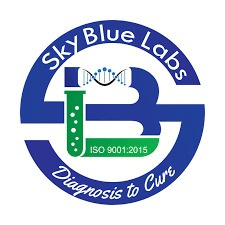 Sky Blue Labs
ISO 9001:2015
Diagnosis to Cure